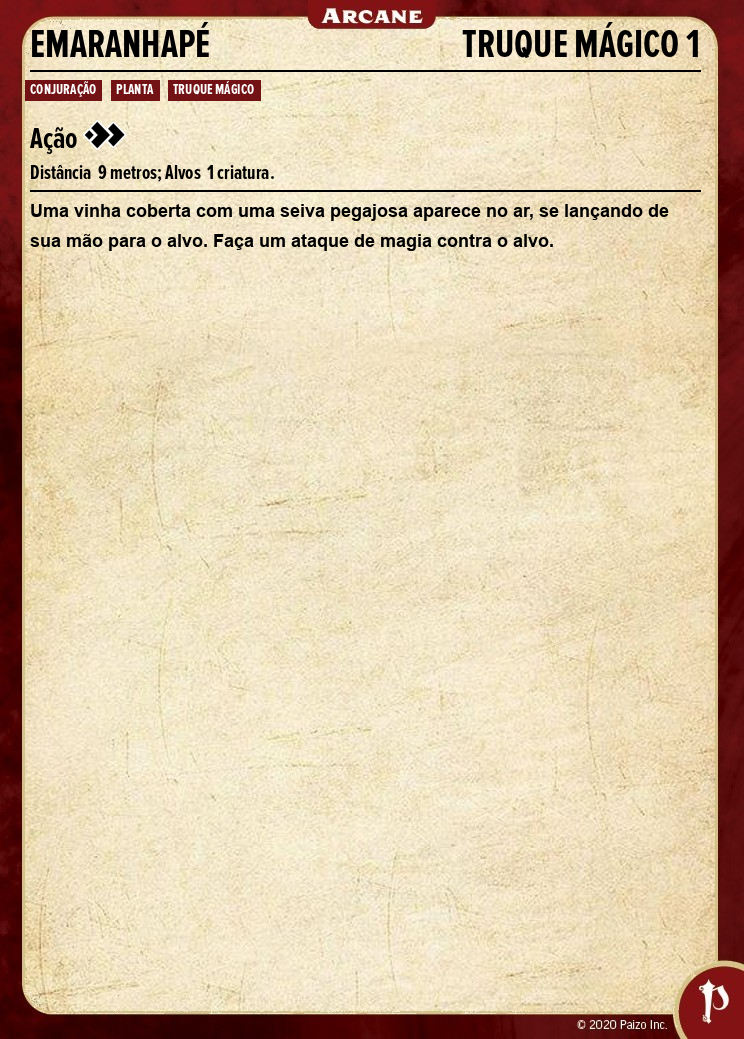 ARCANE
EMARANHAPÉ TRUQUE MÁGICO 1
CONJURAÇÃO PLANTA TRUQUE MÁGICO
Ação
Distância 9 metros; Alvos 1 criatura.
Uma vinha coberta com uma seiva pegajosa aparece no ar, se lançando de
sua mão para o alvo. Faça um ataque de magia contra o alvo.
© 2020 Paizo Inc.